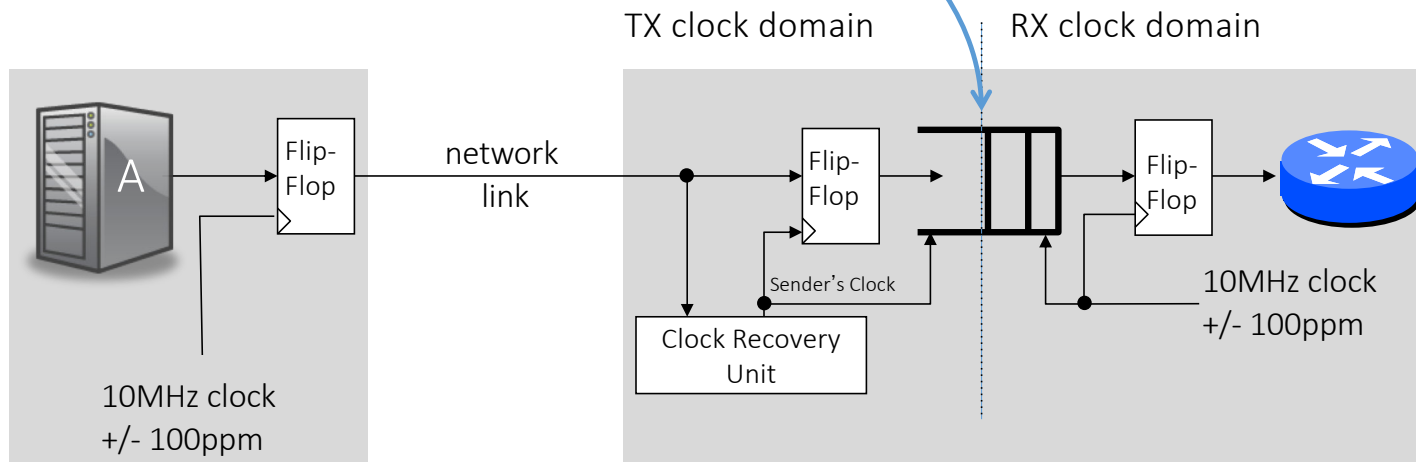 TX clock domain
RX clock domain
A
Flip-
Flop
network
link
Flip-
Flop
Flip-
Flop
Sender's Clock
Clock Recovery
Unit
10MHz clock
+/- 100ppm
10MHz clock
+/- 100ppm